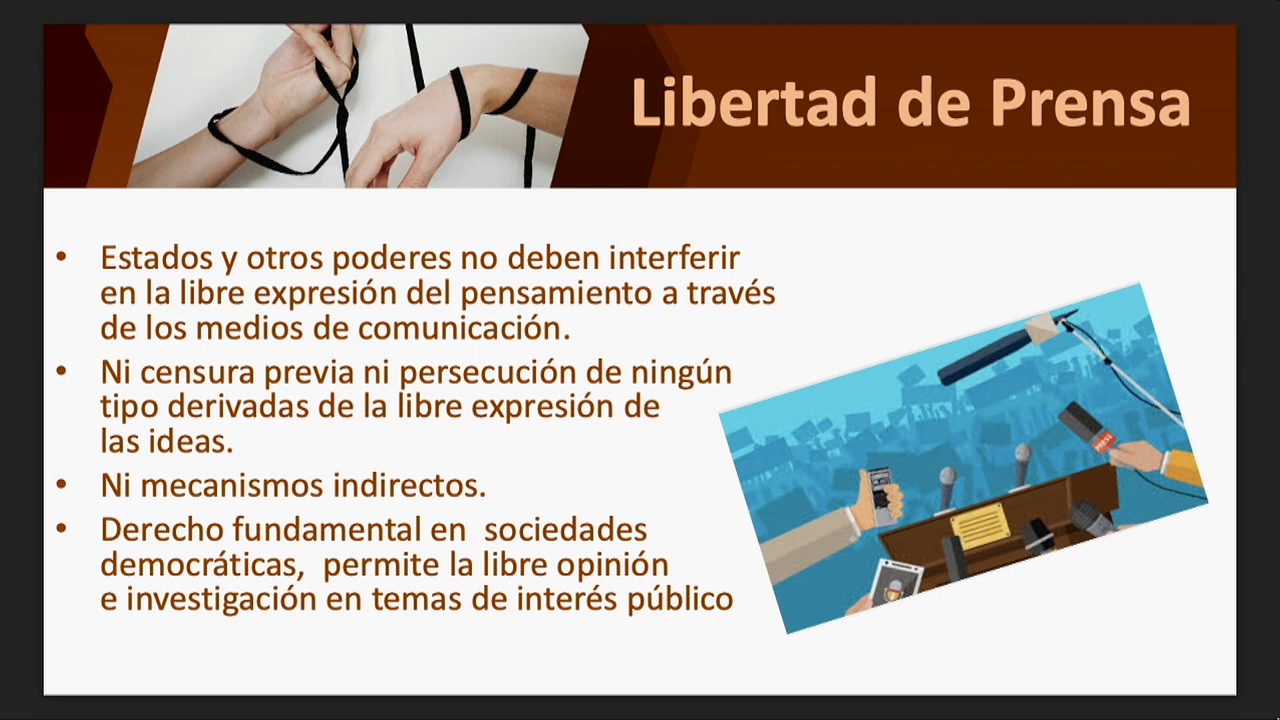 Libertad de Prensa
• Estados y otros poderes no deben interferir
en la libre expresión del pensamiento a través
de los medios de comunicación.
• Ni censura previa ni persecución de ningún
tipo derivadas de la libre expresión de
las ideas.
• Ni mecanismos indirectos.
• Derecho fundamental en  sociedades
democráticas,  permite la libre opinión
e investigación en temas de interés público
PRESS